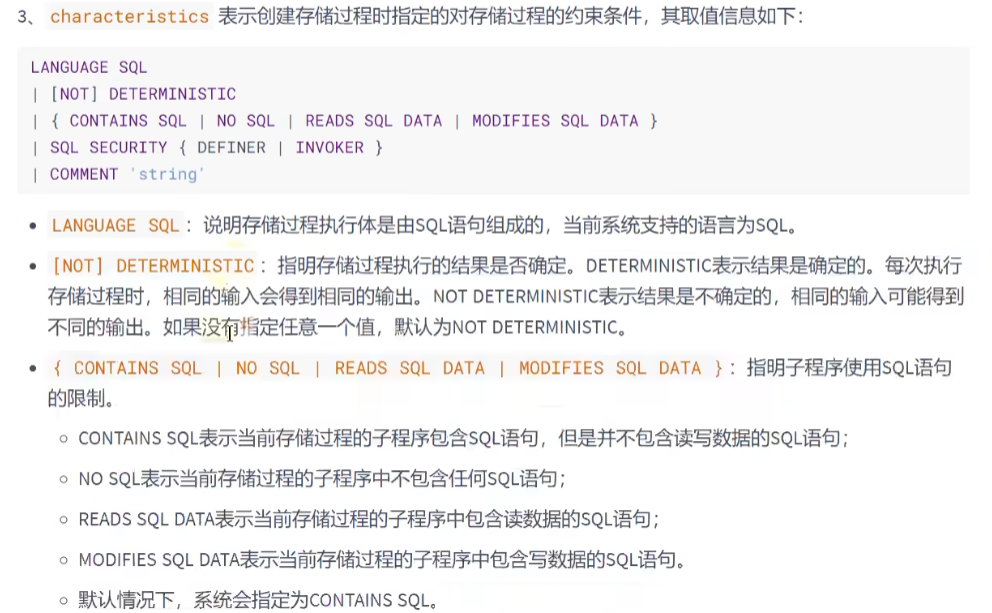 3、characteristics 表示创建存储过程时指定的对存储过程的约束条件，其取值信息如下：
LANGUAGE SQL
| [NOT] DETERMINISTIC
| { CONTAINS SQL | NO SQL | READS SQL DATA | MODIFIES SQL DATA }
| SQL SECURITY { DEFINER | INVOKER }
| COMMENT 'string'
• LANGUAGE SQL：说明存储过程执行体是由SQL语句组成的，当前系统支持的语言为SQL。
• [NOT] DETERMINISTIC：指明存储过程执行的结果是否确定。DETERMINISTIC表示结果是确定的。每次执行
存储过程时，相同的输入会得到相同的输出。NOT DETERMINISTIC表示结果是不确定的，相同的输入可能得到
不同的输出。如果没有指定任意一个值，默认为NOT DETERMINISTIC。
• { CONTAINS SQL | NO SQL | READS SQL DATA | MODIFIES SQL DATA }：指明子程序使用SQL语句
的限制。
◦ CONTAINS SQL表示当前存储过程的子程序包含SQL语句，但是并不包含读写数据的SQL语句；
◦ NO SQL表示当前存储过程的子程序中不包含任何SQL语句；
◦ READS SQL DATA表示当前存储过程的子程序中包含读数据的SQL语句；
◦ MODIFIES SQL DATA表示当前存储过程的子程序中包含写数据的SQL语句。
◦ 默认情况下，系统会指定为CONTAINS SQL。